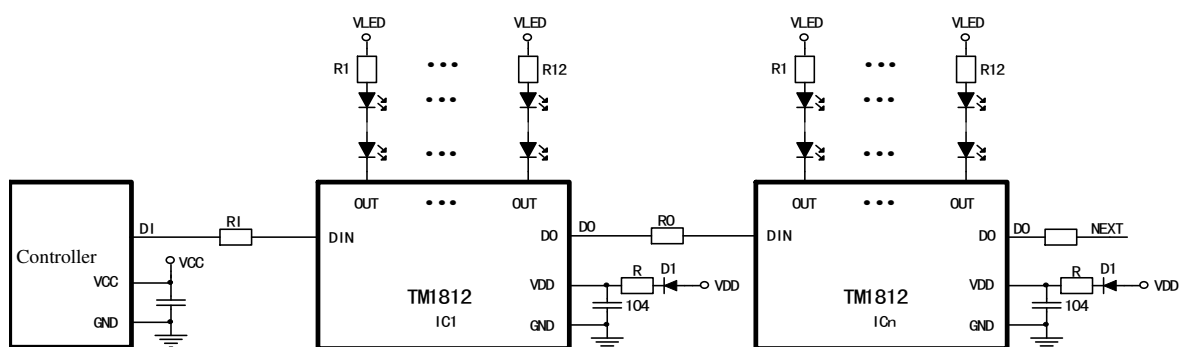 VLED VLED VLED VLED
R1 ••• R12 R1 ••• R12
••• •••
••• •••
OUT ••• OUT OUT ••• OUT
DI RI DIN DO DO RO DIN DO DO NEXT
Controller
VCC VCC VDD R D1 VDD VDD R D1 VDD
TM1812 104 TM1812 104
GND IC1 GND ICn GND